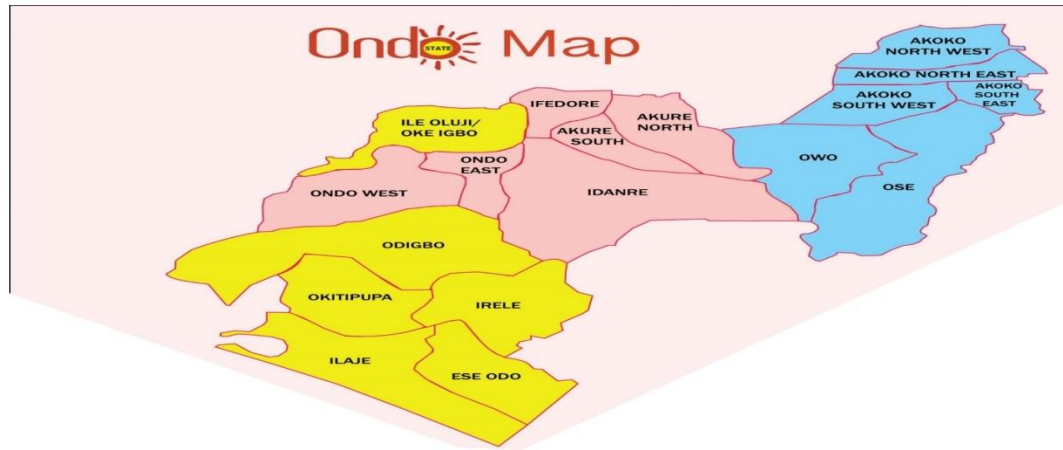 Ondo Map
STATE
AKOKO
NORTH WEST
AKOKO NORTH EAST
AKOKO
SOUTH WEST
AKOKO
SOUTH
EAST
IFEDORE
AKURE
NORTH
AKURE
SOUTH
ILE OLUJI/
OKE IGBO
ONDO
EAST
OWO
OSE
ONDO WEST
IDANRE
ODIGBO
OKITIPUPA
IRELE
ILAJE
ESE ODO